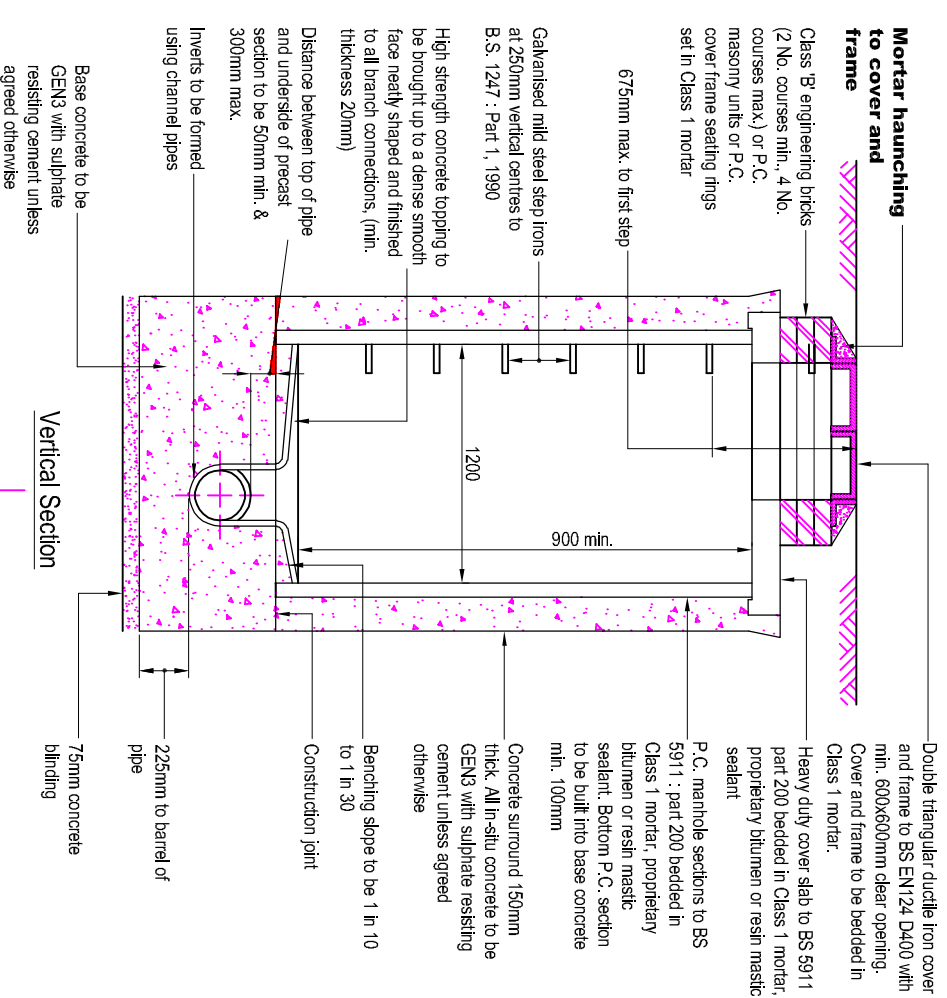 Mortar haunching
to cover and
frame
Class 'B' engineering bricks
(2 No. courses min., 4 No.
courses max.) or P.C.
masonry units or P.C.
cover frame seating rings
set in Class 1 mortar
675mm max. to first step
Galvanised mild steel step irons
at 250mm vertical centres to
B.S. 1247 : Part 1, 1990
High strength concrete topping to
be brought up to a dense smooth
face neatly shaped and finished
to all branch connections, (min.
thickness 20mm)
Distance between top of pipe
and underside of precast
section to be 50mm min. &
300mm max.
Inverts to be formed
using channel pipes
Base concrete to be
GEN3 with sulphate
resisting cement unless
agreed otherwise
1200
900 min.
Double triangular ductile iron cover
and frame to BS EN124 D400 with
min. 600x600mm clear opening.
Cover and frame to be bedded in
Class 1 mortar.
Heavy duty cover slab to BS 5911
part 200 bedded in Class 1 mortar,
proprietary bitumen or resin mastic
sealant
P.C. manhole sections to BS
5911 : part 200 bedded in
Class 1 mortar, proprietary
bitumen or resin mastic
sealant. Bottom P.C. section
to be built into base concrete
min. 100mm
Concrete surround 150mm
thick. All in-situ concrete to be
GEN3 with sulphate resisting
cement unless agreed
otherwise
Benching slope to be 1 in 10
to 1 in 30
Construction joint
225mm to barrel of
pipe
75mm concrete
blinding
Vertical Section